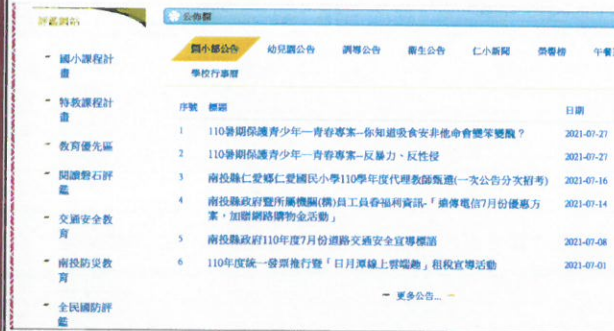 評鑑網站
公佈欄
國小部公告 幼兒園公告 訓導公告 衛生公告 仁小新聞 榮譽榜 午餐
學校行事曆
國小課程計
畫
特教課程計
畫
教育優先區
閱讀磐石評
鑑
交通安全教
育
南投防災教
育
全民國防評
鑑
序號 標題 日期
1 110暑期保護青少年—青春專案--你知道吸食安非他命會變笨變醜？ 2021-07-27
2 110暑期保護青少年—青春專案--反暴力、反性侵 2021-07-27
3 南投縣仁愛鄉仁愛國民小學110學年度代理教師甄選(一次公告分次招考) 2021-07-16
4 南投縣政府暨所屬機關(構)員工員眷福利資訊-「遠傳電信7月份優惠方
案，加贈網路購物金活動」 2021-07-14
5 南投縣政府110年度7月份道路交通安全宣導標語 2021-07-08
6 110年度統一發票推行暨「日月潭線上雲端趣」租稅宣導活動 2021-07-01
更多公告...